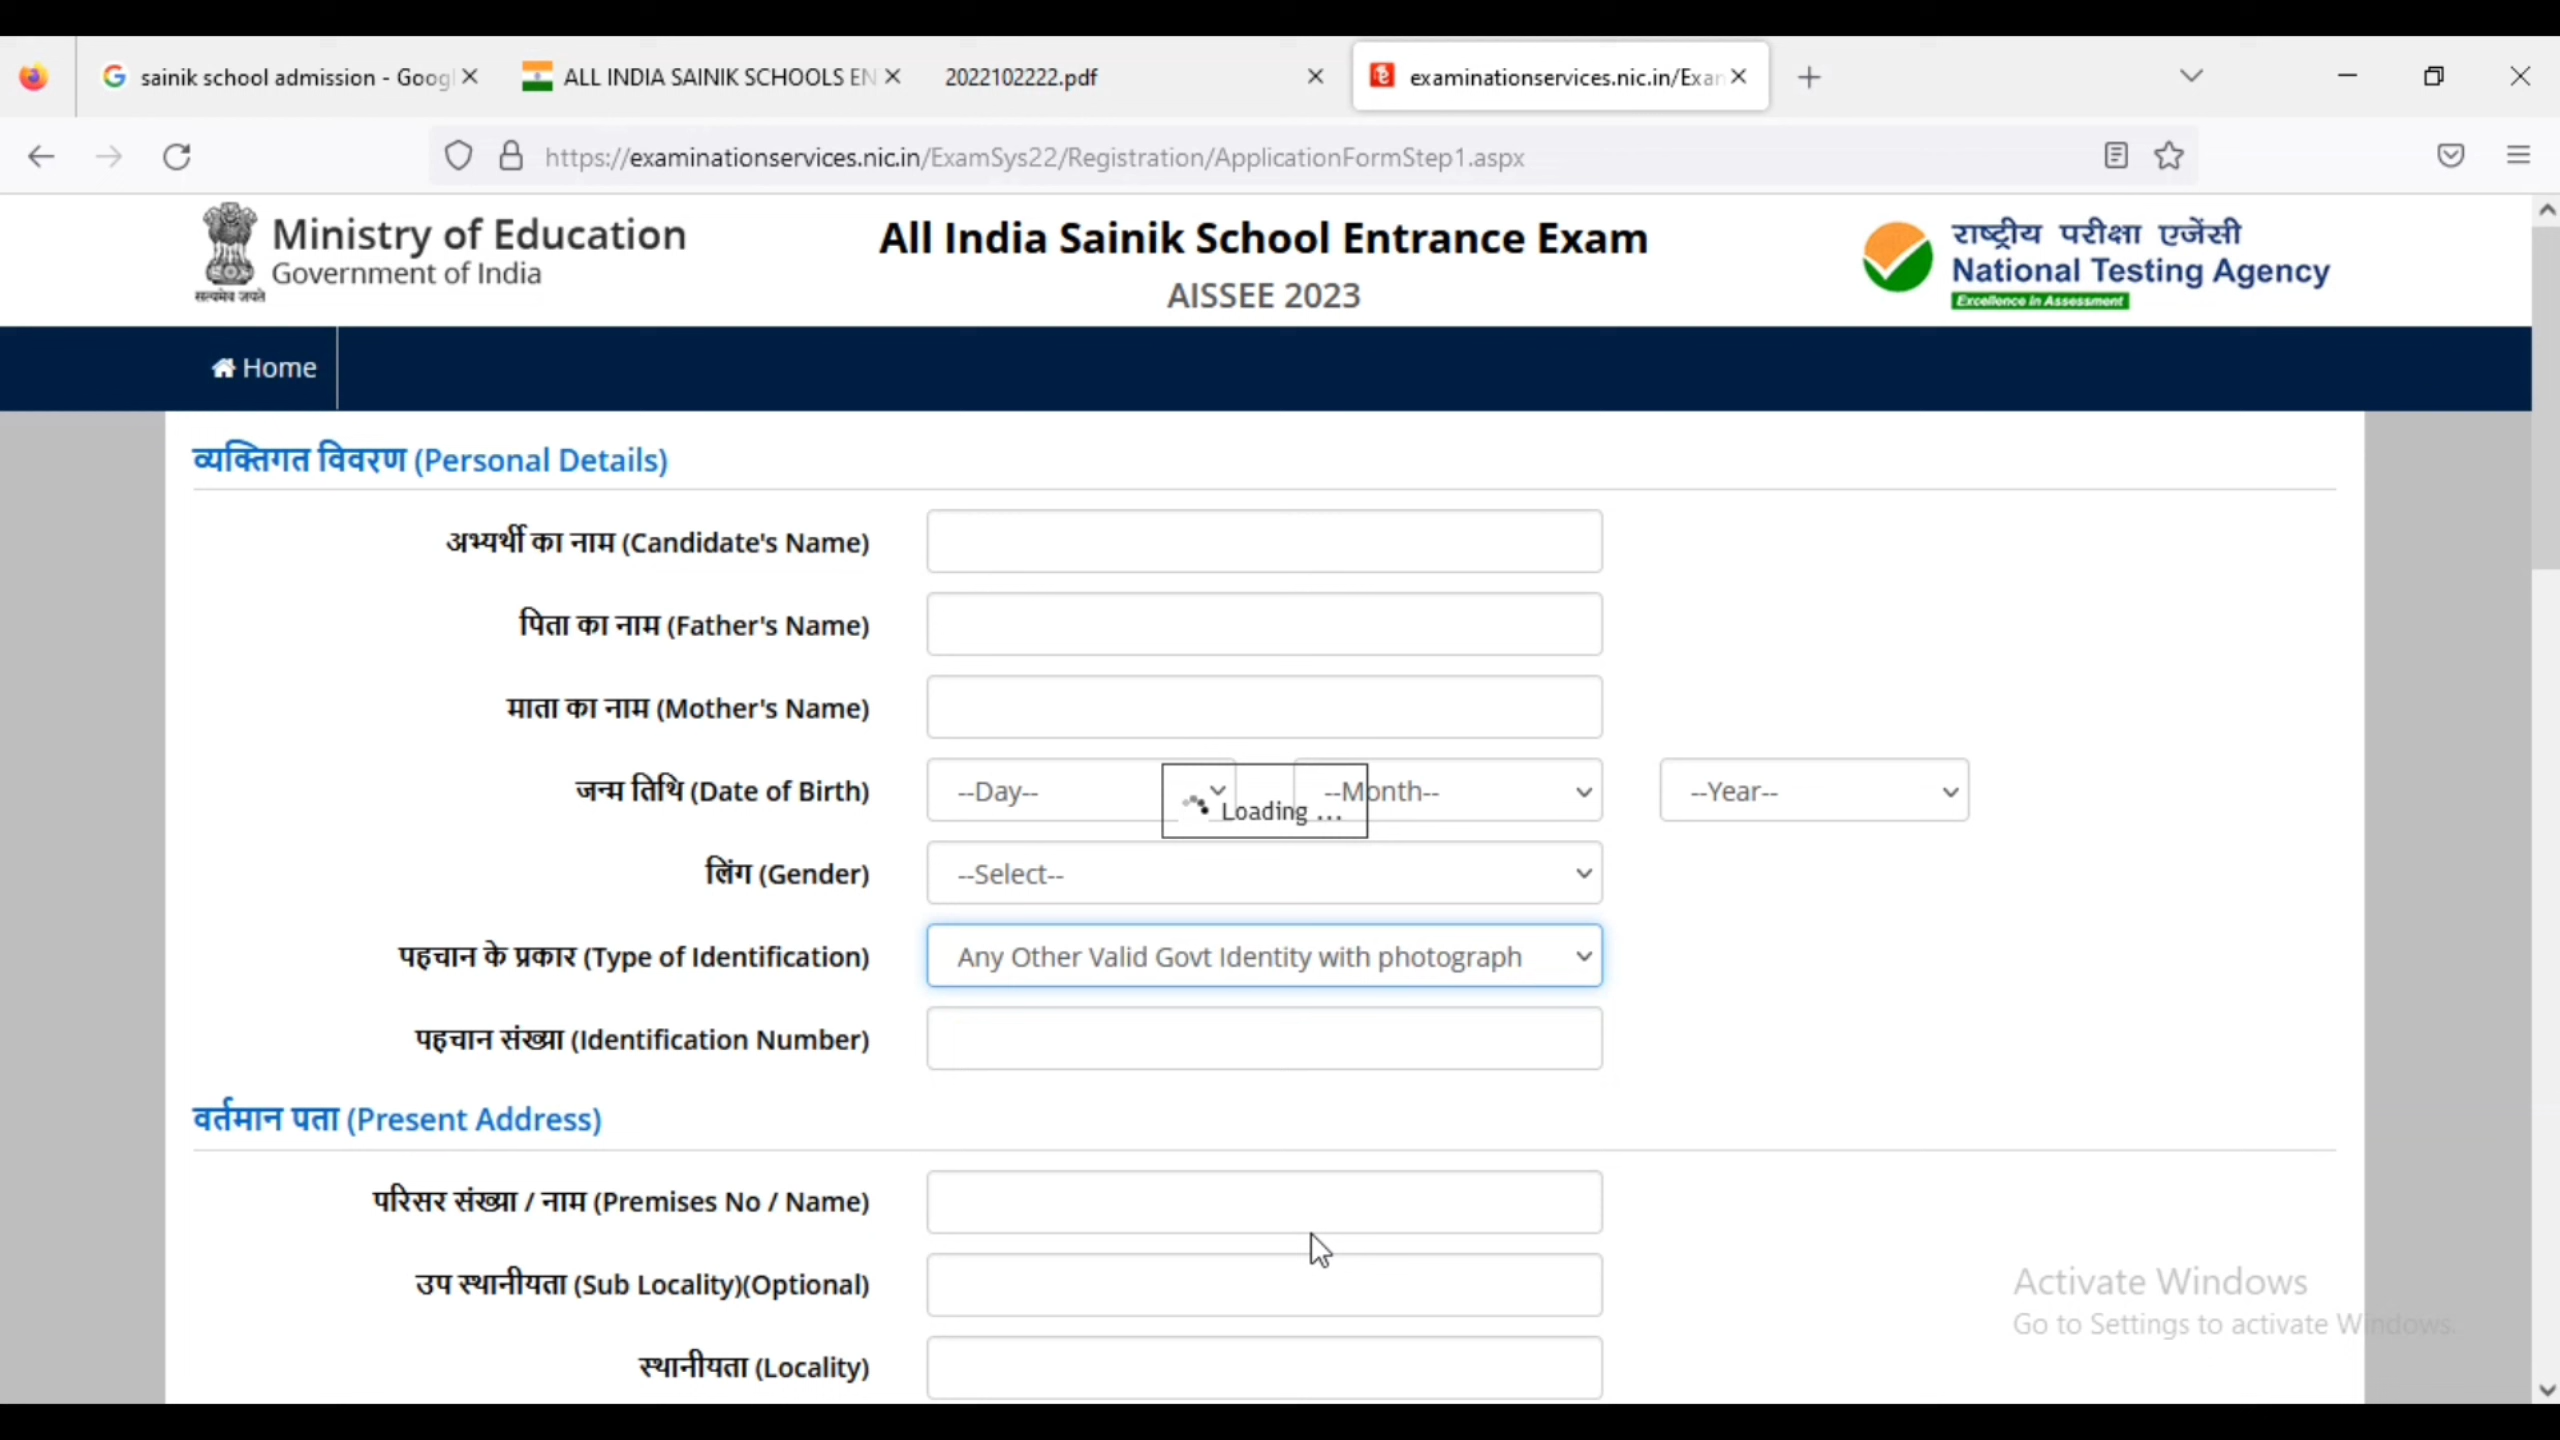 sainik school admission - Googl
ALL INDIA SAINIK SCHOOLS EN
2022102222.pdf
examinationservices.nic.in/Exan
https://examinationservices.nic.in/ExamSys22/Registration/ApplicationFormStep1.aspx
सत्यमेव जयते
Ministry of Education
Government of India
All India Sainik School Entrance Exam
AISSEE 2023
राष्ट्रीय परीक्षा एजेंसी
National Testing Agency
Excellence in Assessment
Home
व्यक्तिगत विवरण (Personal Details)
अभ्यर्थी का नाम (Candidate's Name)
पिता का नाम (Father's Name)
माता का नाम (Mother's Name)
जन्म तिथि (Date of Birth) --Day-- --Month-- --Year--
Loading ...
लिंग (Gender) --Select--
पहचान के प्रकार (Type of Identification) Any Other Valid Govt Identity with photograph
पहचान संख्या (Identification Number)
वर्तमान पता (Present Address)
परिसर संख्या / नाम (Premises No / Name)
उप स्थानीयता (Sub Locality)(Optional)
स्थानीयता (Locality)
Activate Windows
Go to Settings to activate Windows.